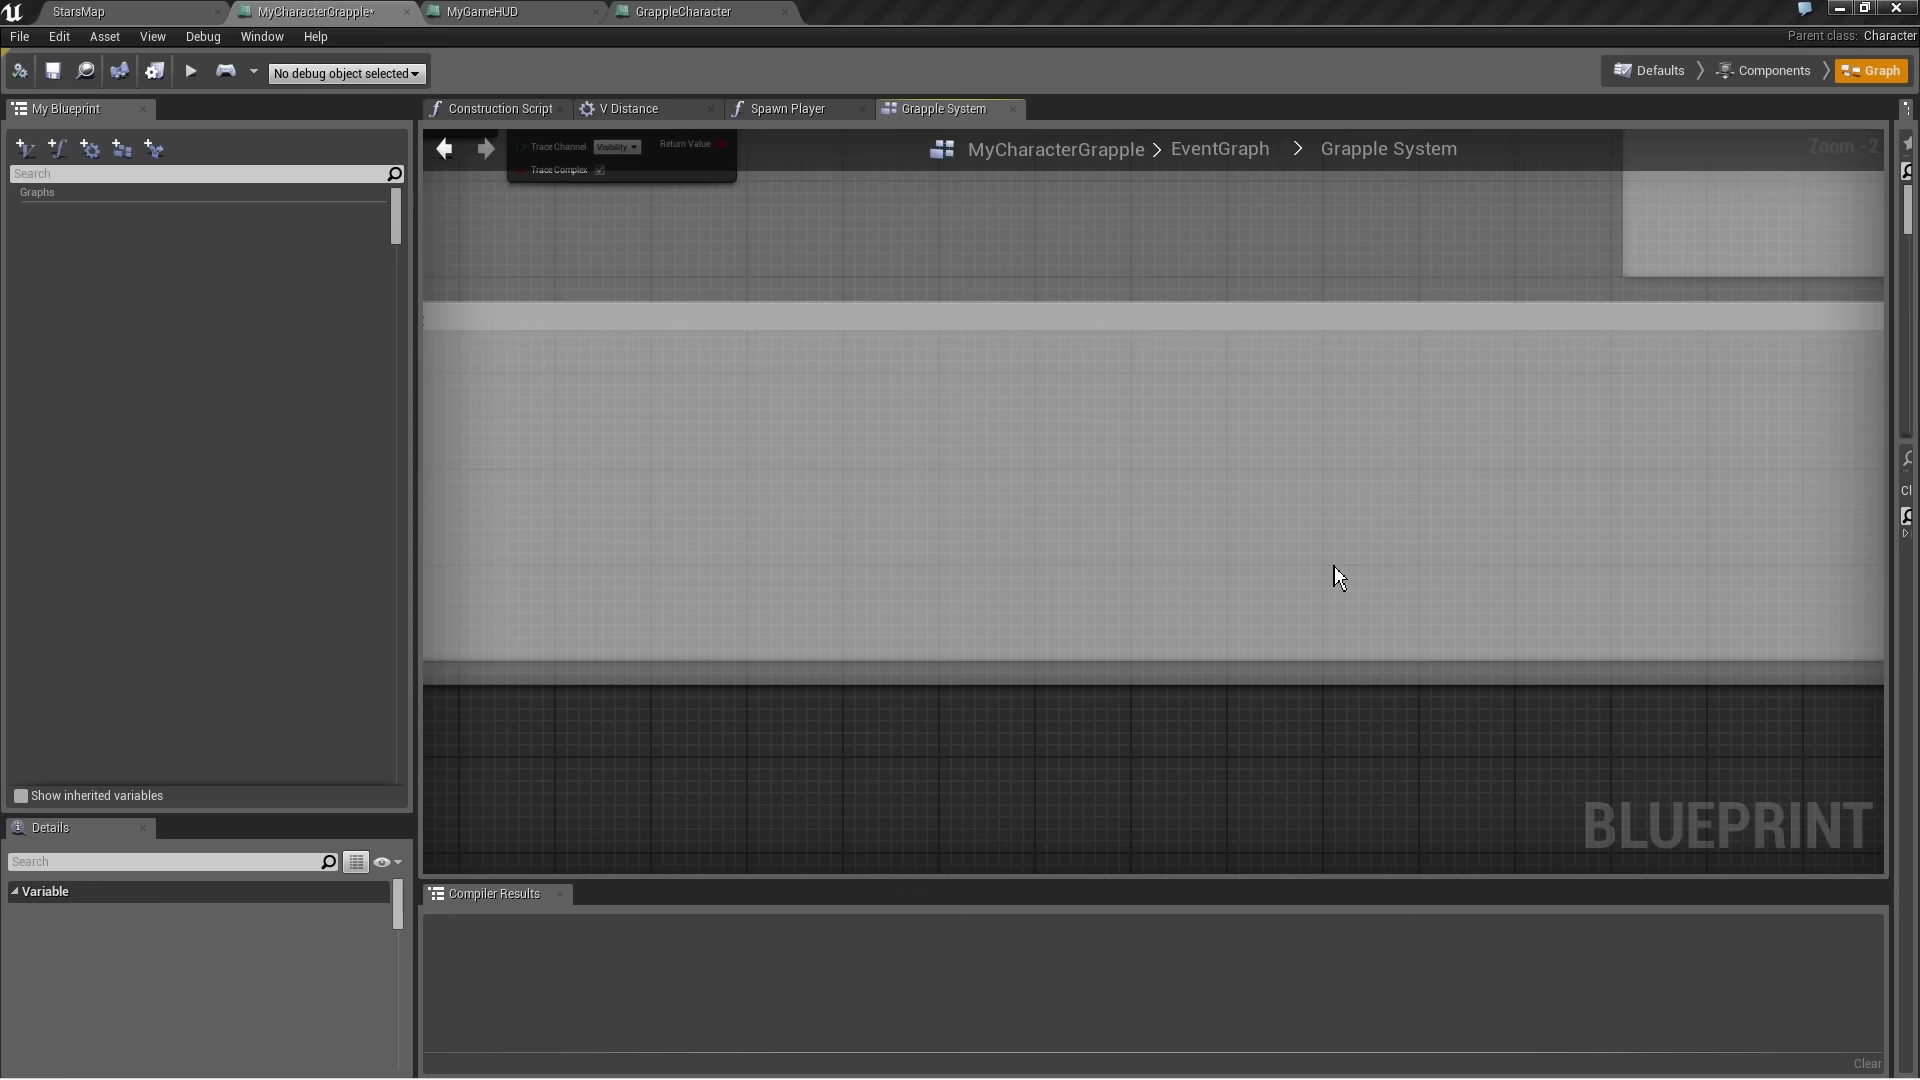 StarsMap
MyCharacterGrapple*
MyGameHUD
GrappleCharacter
File Edit Asset View Debug Window Help
Parent class: Character
No debug object selected
Defaults
Components
Graph
My Blueprint
Construction Script
V Distance
Spawn Player
Grapple System
Search
Graphs
Trace Channel Visibility Return Value
Trace Complex
MyCharacterGrapple > EventGraph > Grapple System
Zoom -2
Show inherited variables
Details
Search
Variable
BLUEPRINT
Compiler Results
Clear
Cl